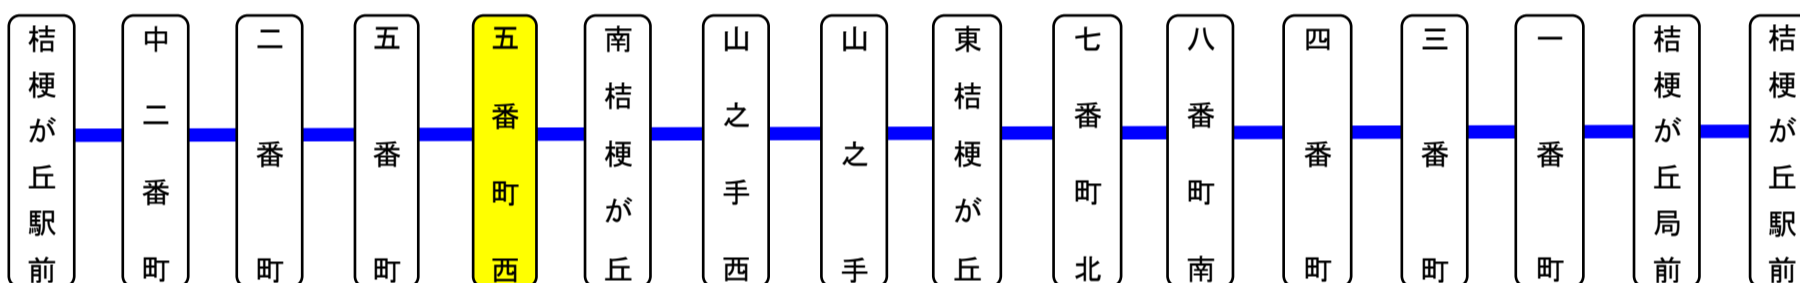 桔梗が丘駅前
中二番町
二番町
五番町
五番町西
南桔梗が丘
山之手西
山之手
東桔梗が丘
七番町北
八番町南
四番町
三番町
一番町
桔梗が丘局前
桔梗が丘駅前